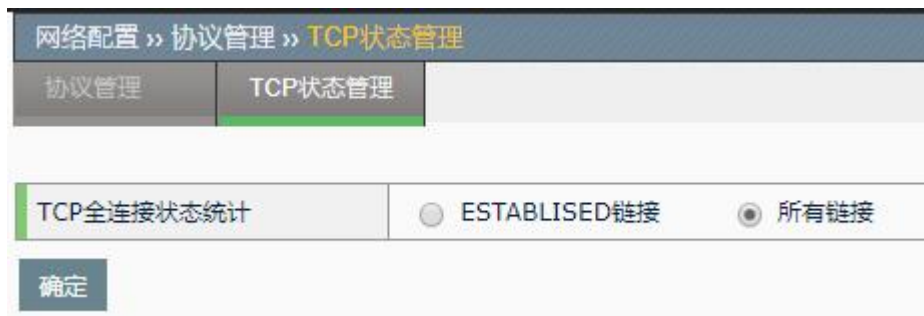 网络配置 » 协议管理 » TCP状态管理
协议管理 TCP状态管理
TCP全连接状态统计 ESTABLISED链接 所有链接
确定